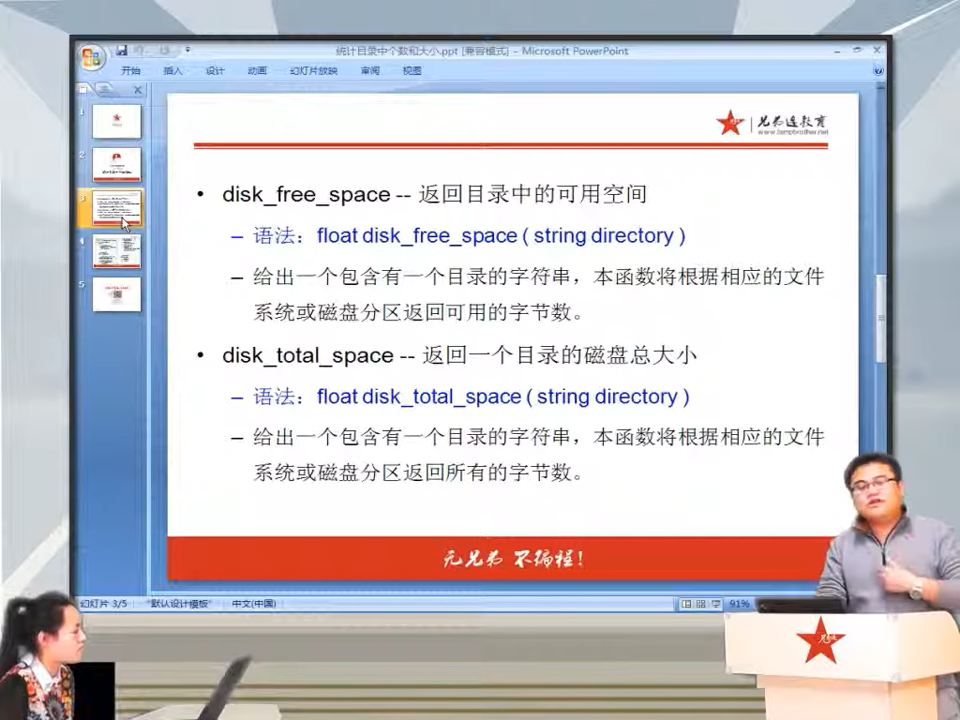 统计目录中个数和大小.ppt [兼容模式] - Microsoft PowerPoint
开始 插入 设计 动画 幻灯片放映 审阅 视图
兄弟连教育
www.lampbrother.net
• disk_free_space -- 返回目录中的可用空间
– 语法：float disk_free_space ( string directory )
– 给出一个包含有一个目录的字符串，本函数将根据相应的文件
系统或磁盘分区返回可用的字节数。
• disk_total_space -- 返回一个目录的磁盘总大小
– 语法：float disk_total_space ( string directory )
– 给出一个包含有一个目录的字符串，本函数将根据相应的文件
系统或磁盘分区返回所有的字节数。
无兄弟 不编程！
幻灯片 3/5 "默认设计模板" 中文(中国) 91%
1
2
3
4
5